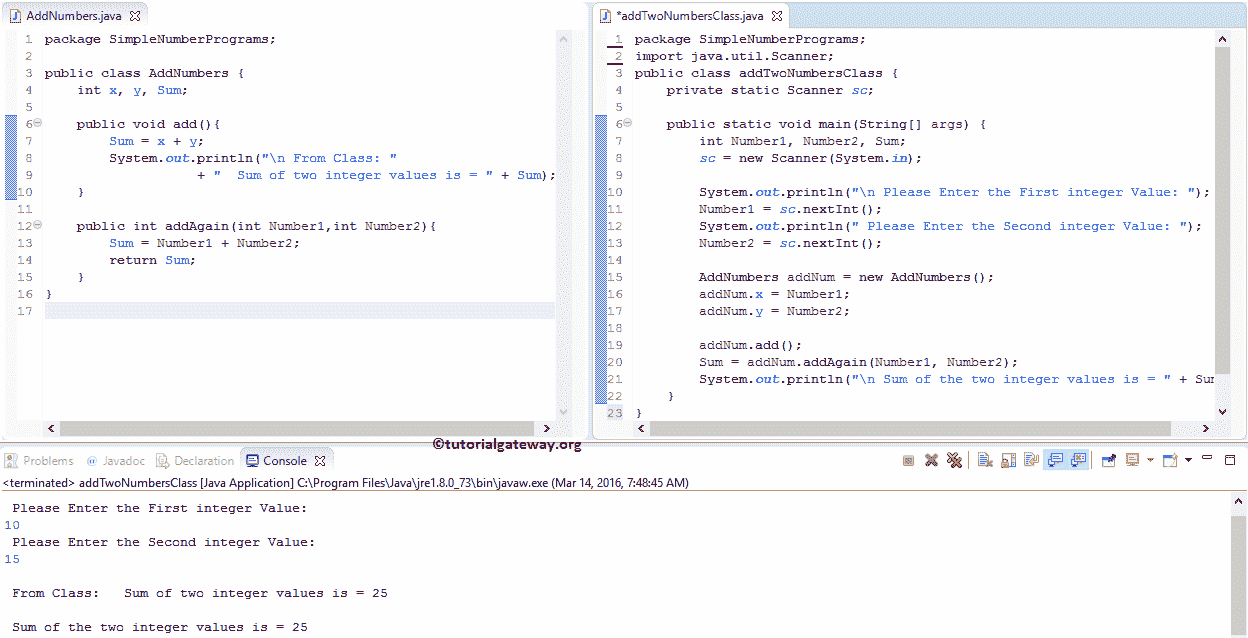 AddNumbers.java
1 package SimpleNumberPrograms;
2
3 public class AddNumbers {
4 int x, y, Sum;
5
6 public void add(){
7 Sum = x + y;
8 System.out.println("\n From Class: "
9 + "  Sum of two integer values is = " + Sum);
10 }
11
12 public int addAgain(int Number1,int Number2){
13 Sum = Number1 + Number2;
14 return Sum;
15 }
16 }
17
*addTwoNumbersClass.java
1 package SimpleNumberPrograms;
2 import java.util.Scanner;
3 public class addTwoNumbersClass {
4 private static Scanner sc;
5
6 public static void main(String[] args) {
7 int Number1, Number2, Sum;
8 sc = new Scanner(System.in);
9
10 System.out.println("\n Please Enter the First integer Value: ");
11 Number1 = sc.nextInt();
12 System.out.println(" Please Enter the Second integer Value: ");
13 Number2 = sc.nextInt();
14
15 AddNumbers addNum = new AddNumbers();
16 addNum.x = Number1;
17 addNum.y = Number2;
18
19 addNum.add();
20 Sum = addNum.addAgain(Number1, Number2);
21 System.out.println("\n Sum of the two integer values is = " + Sum
22 }
23 }
©tutorialgateway.org
Problems @ Javadoc Declaration Console
<terminated> addTwoNumbersClass [Java Application] C:\Program Files\Java\jre1.8.0_73\bin\javaw.exe (Mar 14, 2016, 7:48:45 AM)
Please Enter the First integer Value:
10
Please Enter the Second integer Value:
15
From Class:   Sum of two integer values is = 25
Sum of the two integer values is = 25